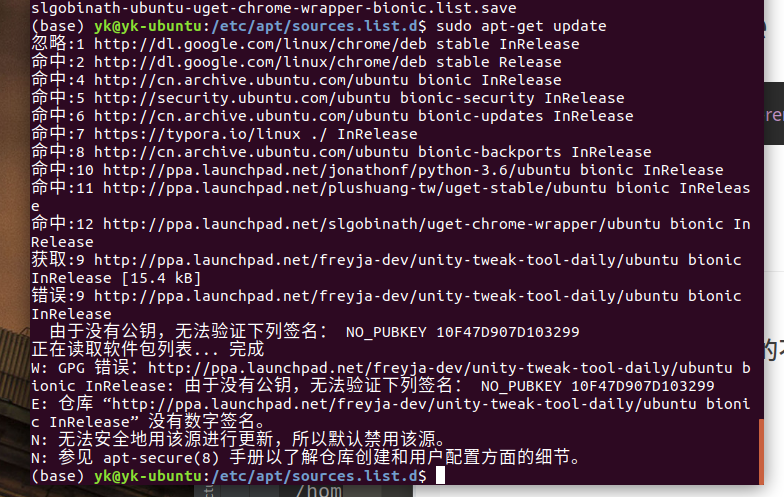 slgobinath-ubuntu-uget-chrome-wrapper-bionic.list.save
(base) yk@yk-ubuntu:/etc/apt/sources.list.d$ sudo apt-get update
忽略:1 http://dl.google.com/linux/chrome/deb stable InRelease
命中:2 http://dl.google.com/linux/chrome/deb stable Release
命中:4 http://cn.archive.ubuntu.com/ubuntu bionic InRelease
命中:5 http://security.ubuntu.com/ubuntu bionic-security InRelease
命中:6 http://cn.archive.ubuntu.com/ubuntu bionic-updates InRelease
命中:7 https://typora.io/linux ./ InRelease
命中:8 http://cn.archive.ubuntu.com/ubuntu bionic-backports InRelease
命中:10 http://ppa.launchpad.net/jonathonf/python-3.6/ubuntu bionic InRelease
命中:11 http://ppa.launchpad.net/plushuang-tw/uget-stable/ubuntu bionic InReleas
e
命中:12 http://ppa.launchpad.net/slgobinath/uget-chrome-wrapper/ubuntu bionic In
Release
获取:9 http://ppa.launchpad.net/freyja-dev/unity-tweak-tool-daily/ubuntu bionic
InRelease [15.4 kB]
错误:9 http://ppa.launchpad.net/freyja-dev/unity-tweak-tool-daily/ubuntu bionic
InRelease
由于没有公钥，无法验证下列签名： NO_PUBKEY 10F47D907D103299
正在读取软件包列表... 完成
W: GPG 错误：http://ppa.launchpad.net/freyja-dev/unity-tweak-tool-daily/ubuntu b
ionic InRelease: 由于没有公钥，无法验证下列签名： NO_PUBKEY 10F47D907D103299
E: 仓库 “http://ppa.launchpad.net/freyja-dev/unity-tweak-tool-daily/ubuntu bioni
c InRelease” 没有数字签名。
N: 无法安全地用该源进行更新，所以默认禁用该源。
N: 参见 apt-secure(8) 手册以了解仓库创建和用户配置方面的细节。
(base) yk@yk-ubuntu:/etc/apt/sources.list.d$
/hom